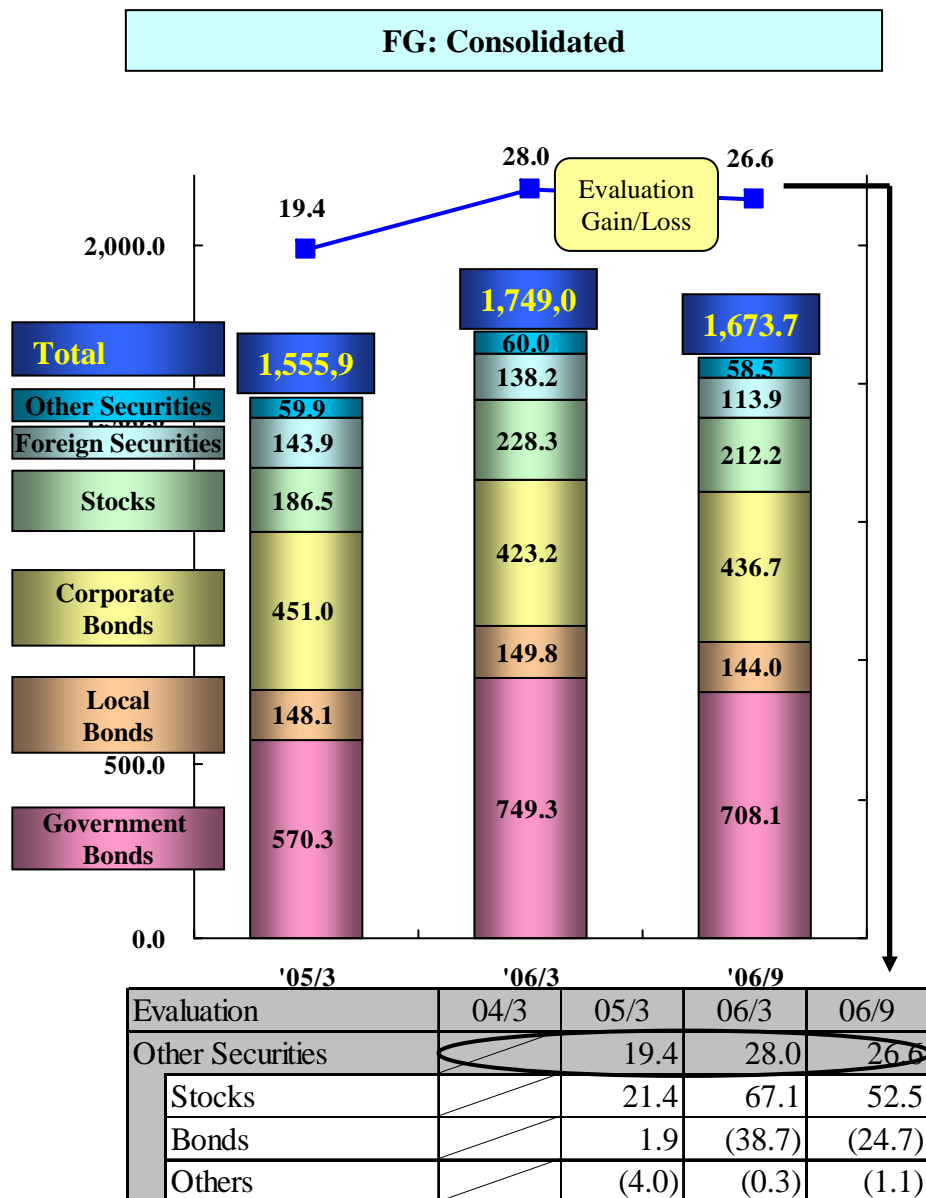 FG: Consolidated
28.0
26.6
19.4
Evaluation
Gain/Loss
2,000.0
1,749,0
1,673.7
Total
1,555,9
60.0
58.5
138.2
113.9
Other Securities
59.9
Foreign Securities
143.9
228.3
212.2
Stocks
186.5
423.2
436.7
Corporate
Bonds
451.0
149.8
144.0
Local
Bonds
148.1
500.0
749.3
708.1
Government
Bonds
570.3
0.0
'05/3 '06/3 '06/9
Evaluation 04/3 05/3 06/3 06/9
Other Securities 19.4 28.0 26.6
Stocks 21.4 67.1 52.5
Bonds 1.9 (38.7) (24.7)
Others (4.0) (0.3) (1.1)